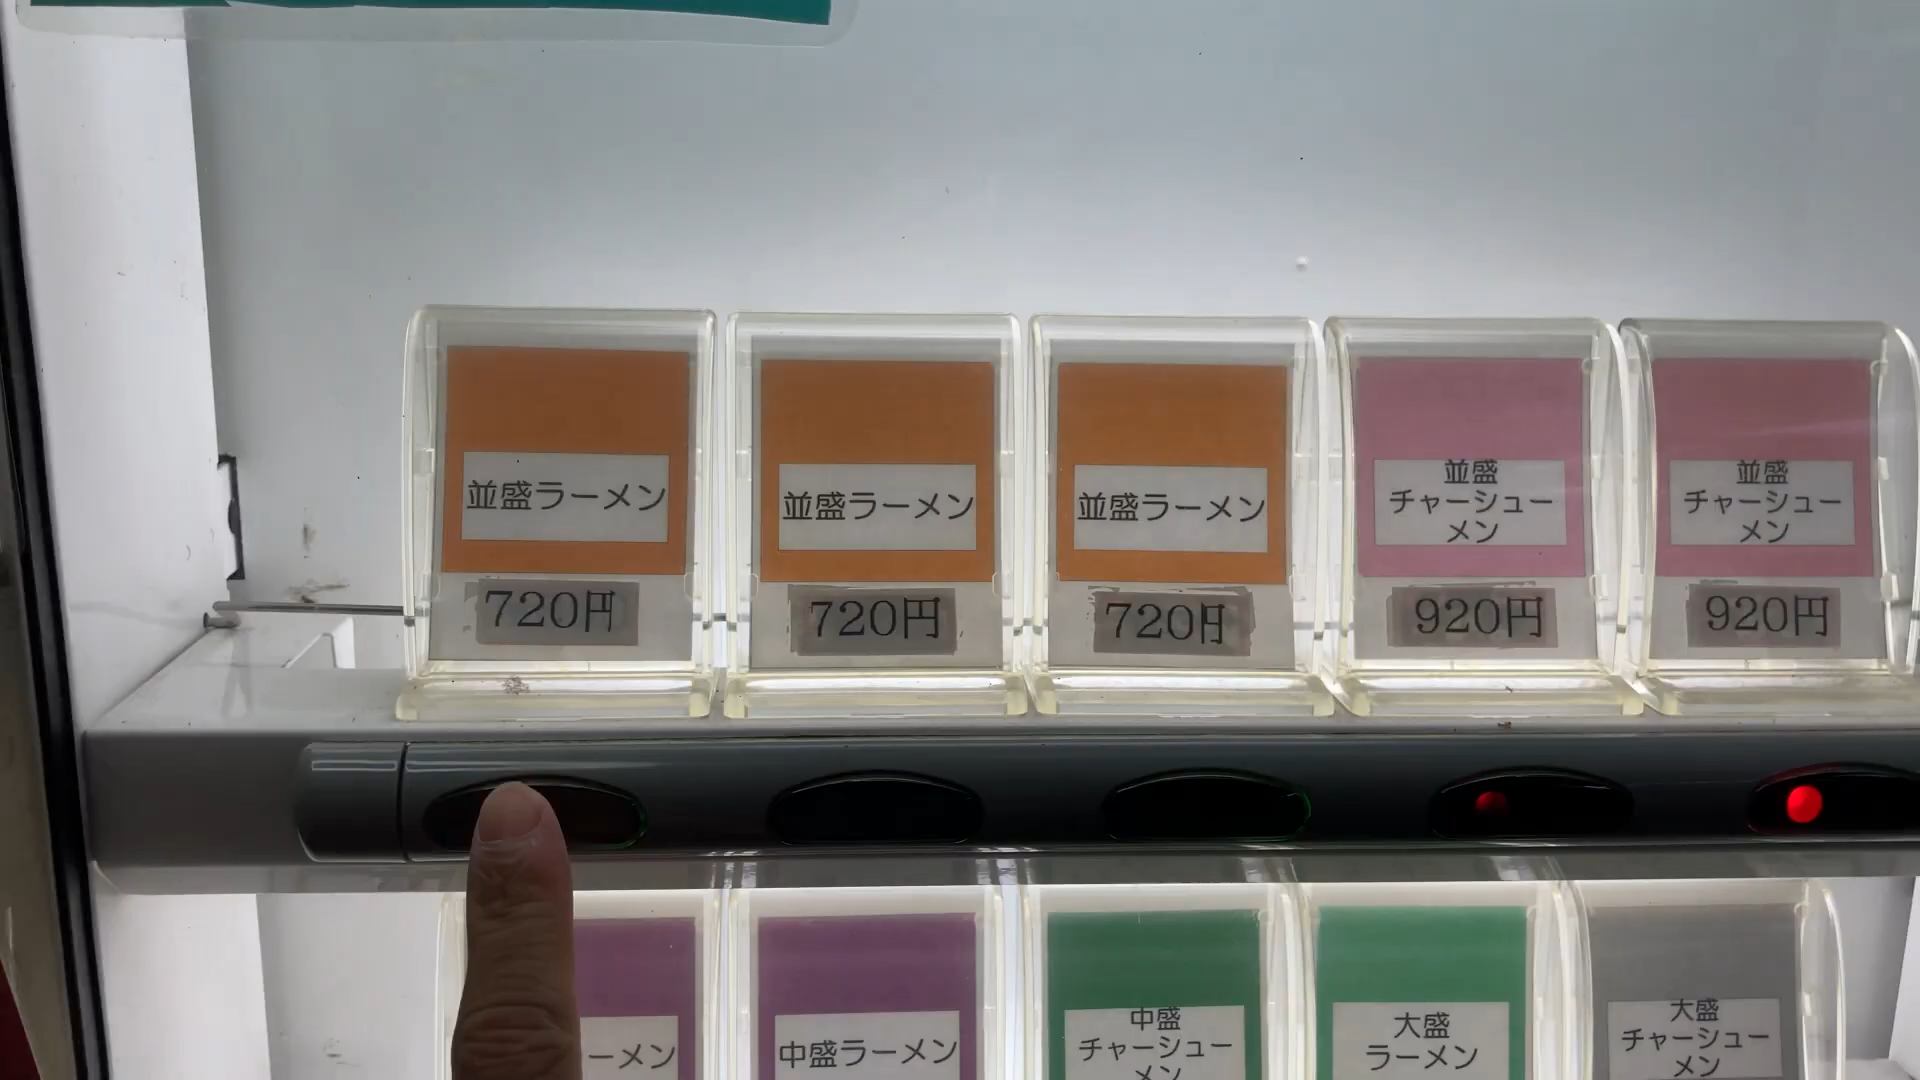 並盛ラーメン
720円
並盛ラーメン
720円
並盛ラーメン
720円
並盛
チャーシュー
メン
920円
並盛
チャーシュー
メン
920円
ーメン
中盛ラーメン
中盛
チャーシュー
メン
大盛
ラーメン
大盛
チャーシュー
メン